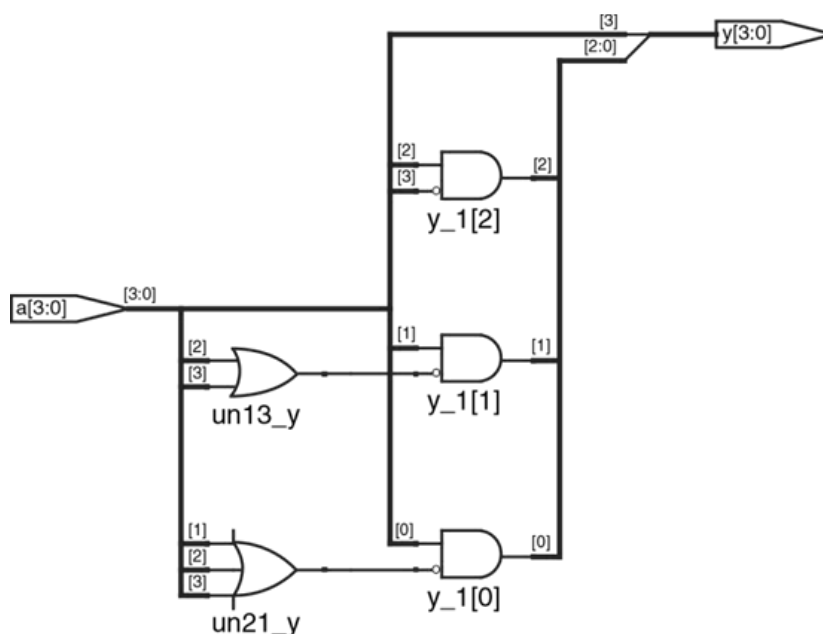 [3]
y[3:0]
[2:0]
[2]
[3]
[2]
y_1[2]
a[3:0]
[3:0]
[2]
[3]
un13_y
[1]
[1]
y_1[1]
[1]
[2]
[3]
un21_y
[0]
[0]
y_1[0]